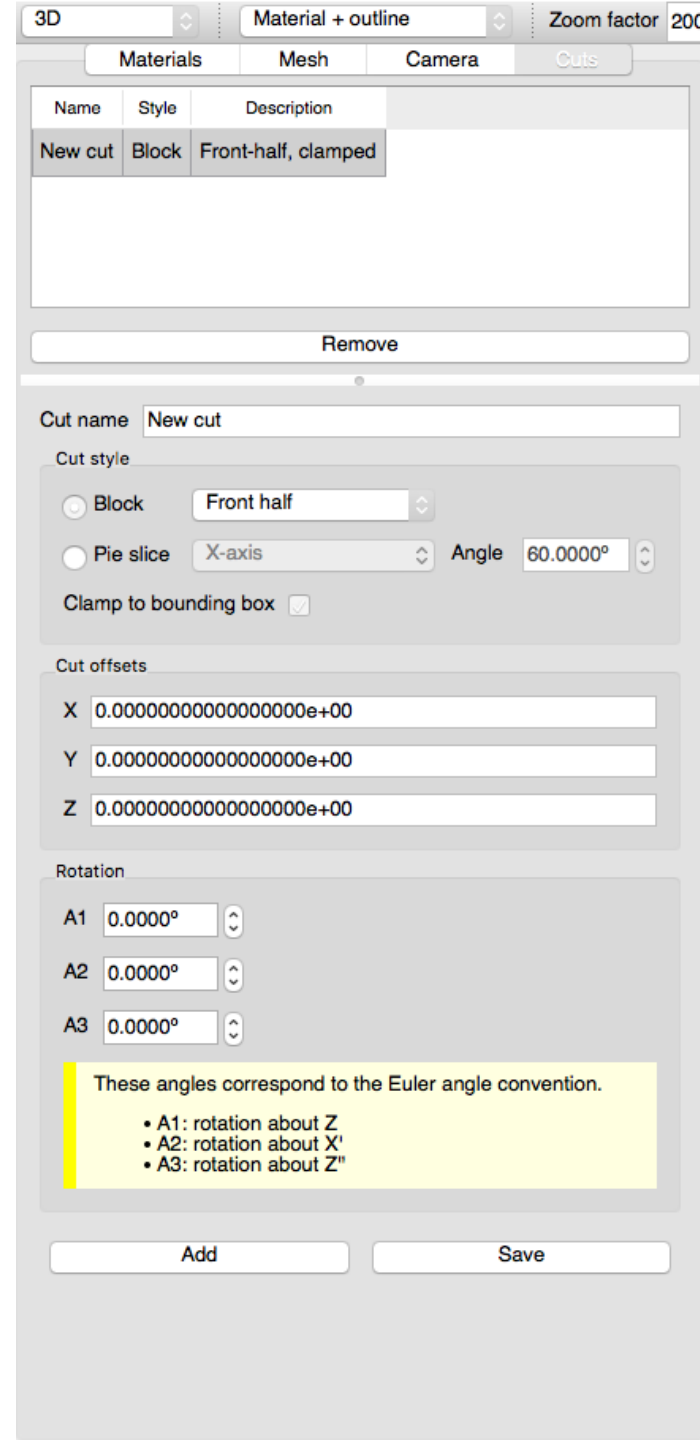 3D Material + outline Zoom factor 200
Materials Mesh Camera Cuts
Name Style Description
New cut Block Front-half, clamped
Remove
Cut name New cut
Cut style
Block Front half
Pie slice X-axis Angle 60.0000º
Clamp to bounding box
Cut offsets
X 0.00000000000000000e+00
Y 0.00000000000000000e+00
Z 0.00000000000000000e+00
Rotation
A1 0.0000º
A2 0.0000º
A3 0.0000º
These angles correspond to the Euler angle convention.
• A1: rotation about Z
• A2: rotation about X'
• A3: rotation about Z"
Add Save